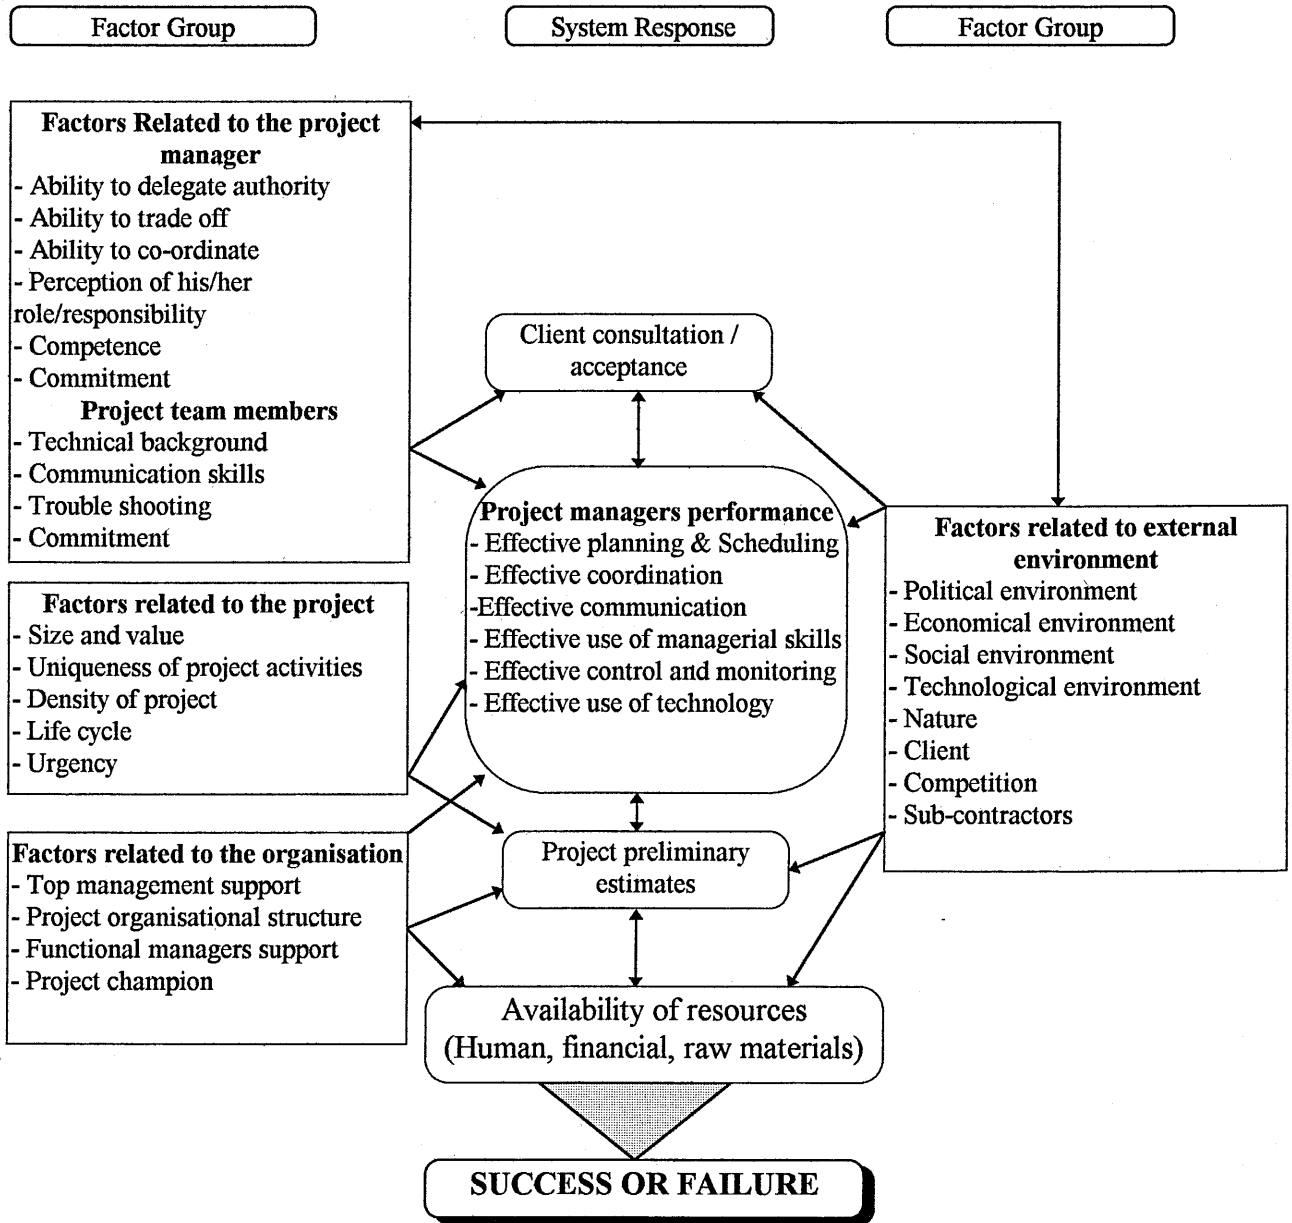 Factor Group
System Response
Factor Group
Factors Related to the project
manager
- Ability to delegate authority
- Ability to trade off
- Ability to co-ordinate
- Perception of his/her
role/responsibility
- Competence
- Commitment
Project team members
- Technical background
- Communication skills
- Trouble shooting
- Commitment
Factors related to the project
- Size and value
- Uniqueness of project activities
- Density of project
- Life cycle
- Urgency
Factors related to the organisation
- Top management support
- Project organisational structure
- Functional managers support
- Project champion
Client consultation /
acceptance
Project managers performance
- Effective planning & Scheduling
- Effective coordination
-Effective communication
- Effective use of managerial skills
- Effective control and monitoring
- Effective use of technology
Project preliminary
estimates
Availability of resources
(Human, financial, raw materials)
SUCCESS OR FAILURE
Factors related to external
environment
- Political environment
- Economical environment
- Social environment
- Technological environment
- Nature
- Client
- Competition
- Sub-contractors